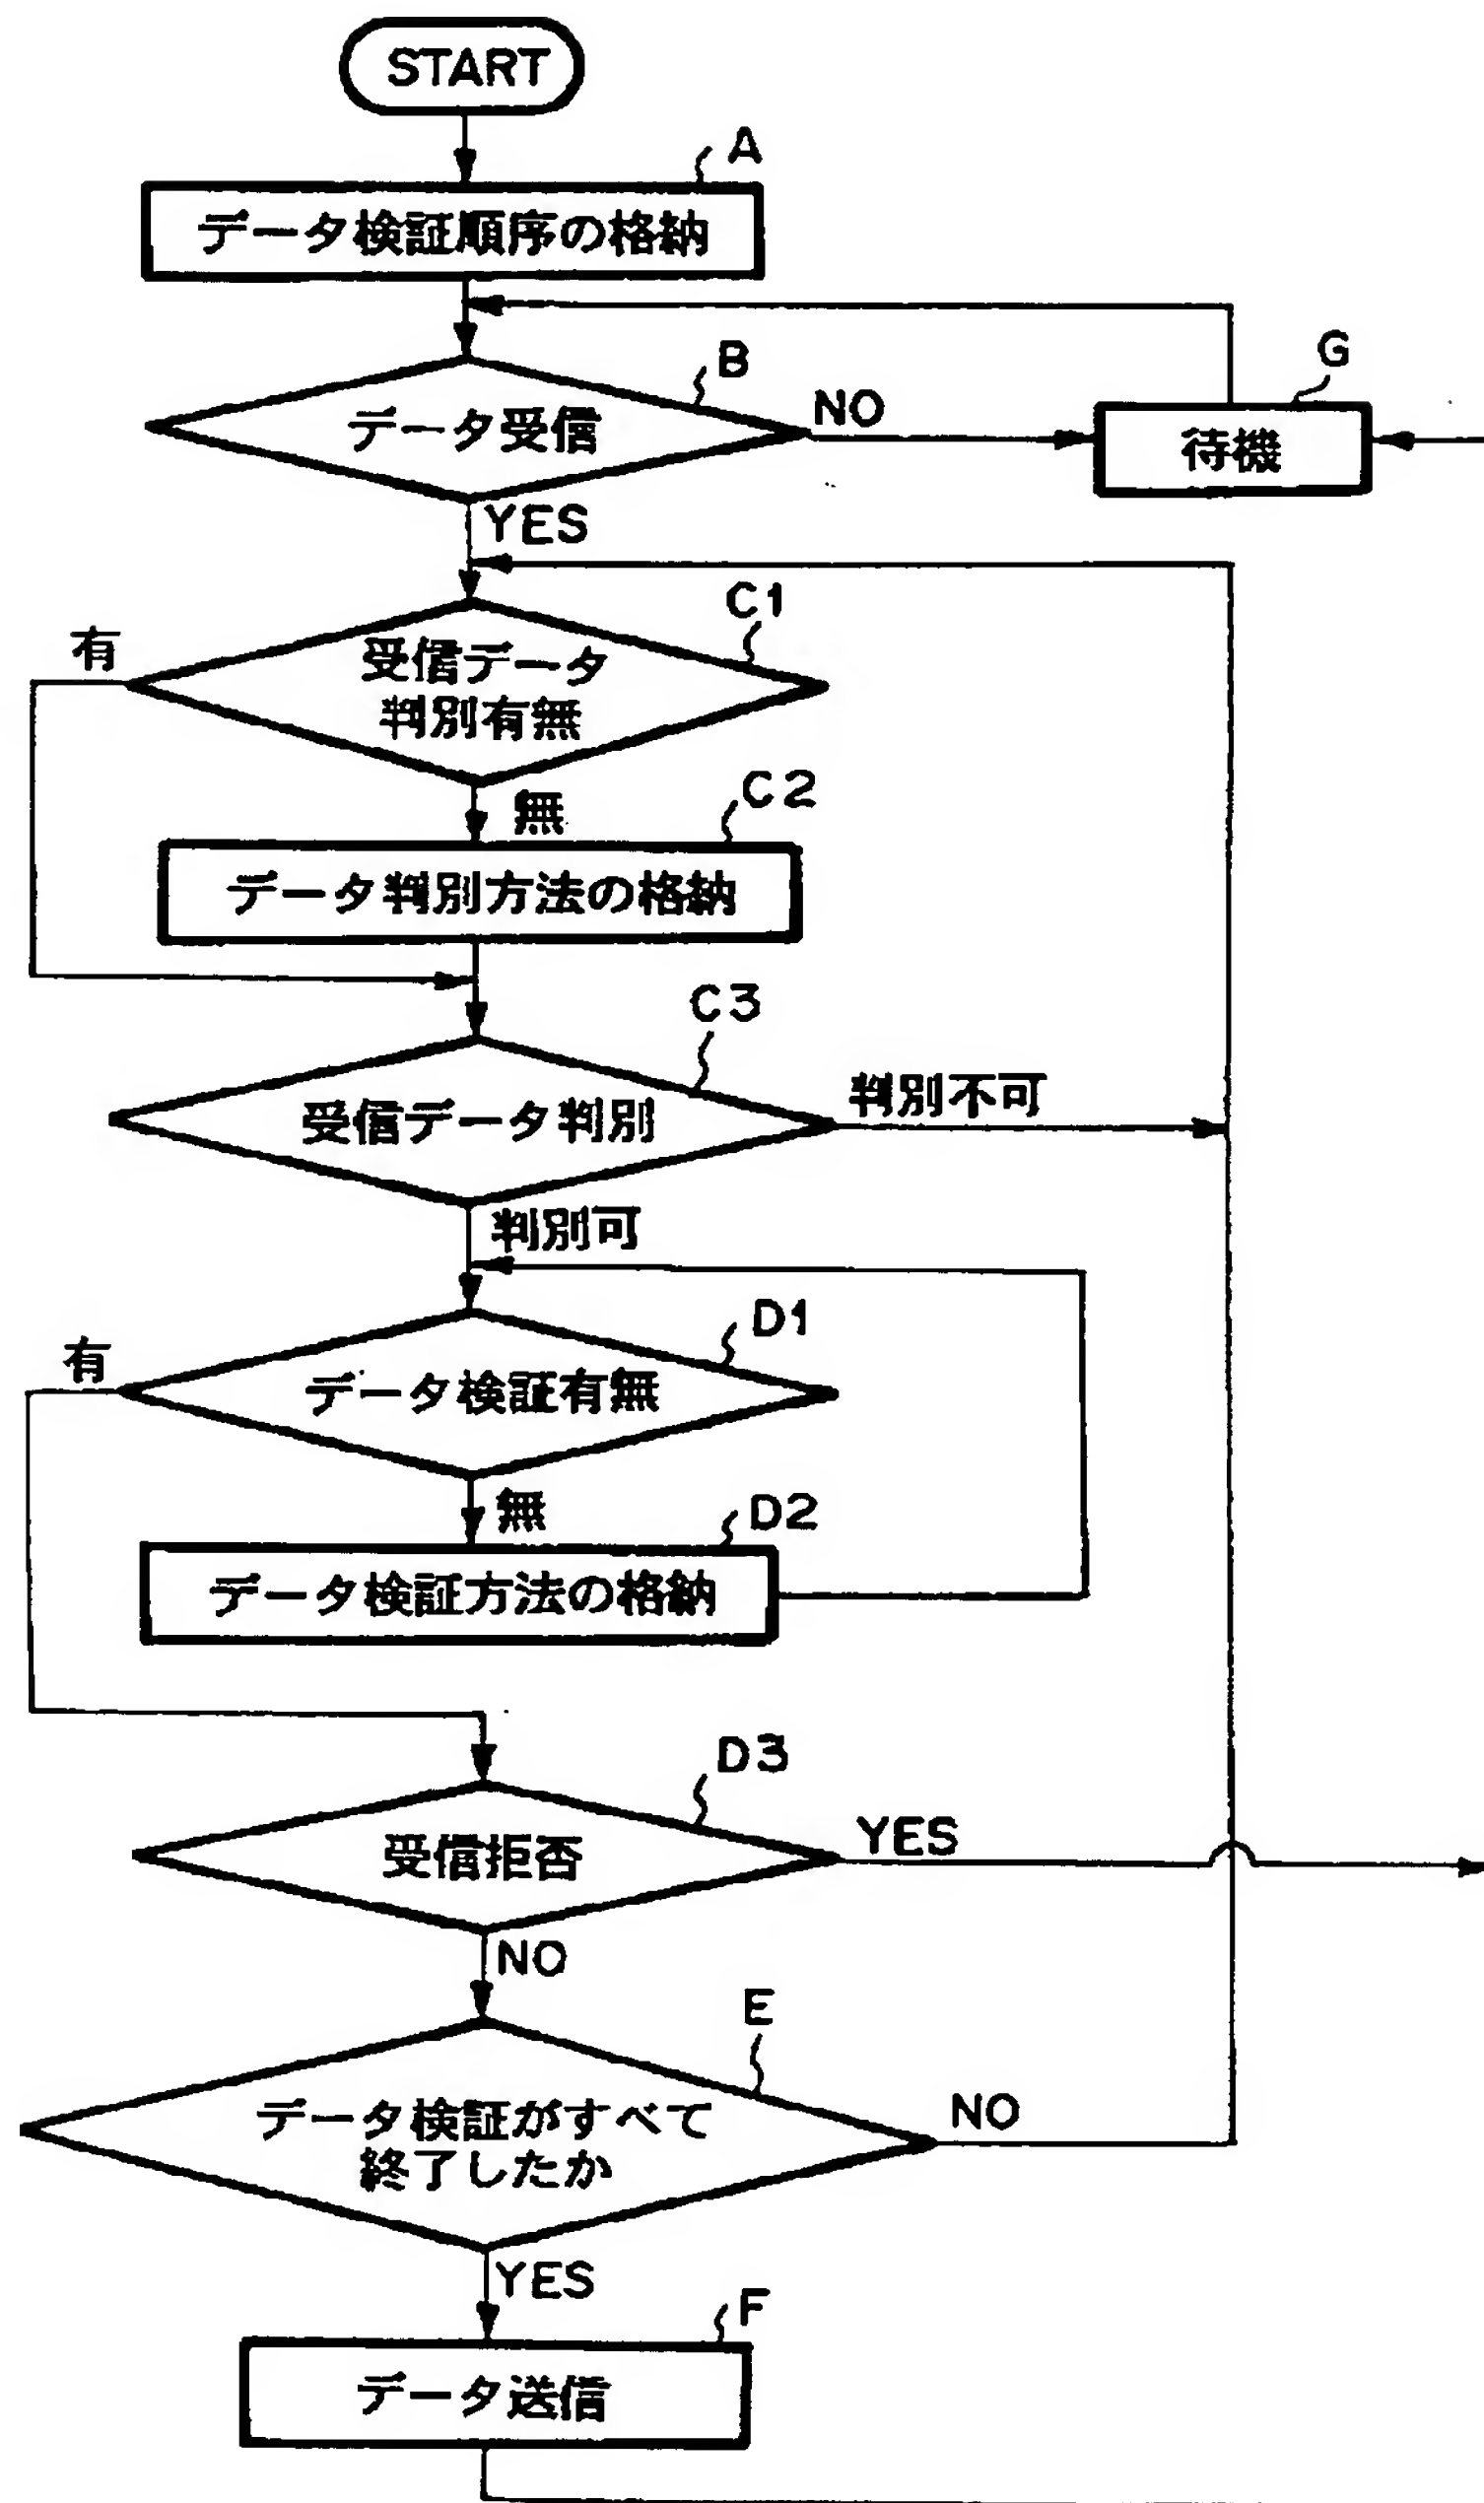 START
A
データ検証順序の格納
B
データ受信
NO
G
待機
YES
C1
有
受信データ
判別有無
C2
無
データ判別方法の格納
C3
受信データ判別
判別不可
判別可
D1
有
データ検証有無
無
D2
データ検証方法の格納
D3
受信拒否
YES
NO
E
データ検証がすべて
終了したか
NO
YES
F
データ送信